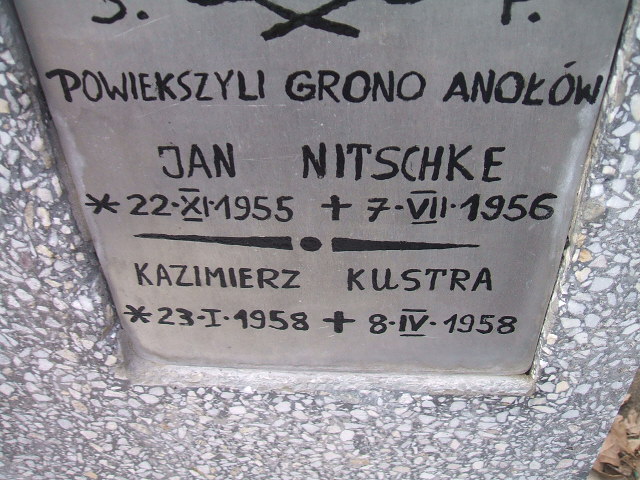 Ś. P.
POWIEKSZYLI GRONO ANOŁÓW
JAN NITSCHKE
* 22·XI·1955 + 7·VII·1956
KAZIMIERZ KUSTRA
* 23·I·1958 + 8·IV·1958